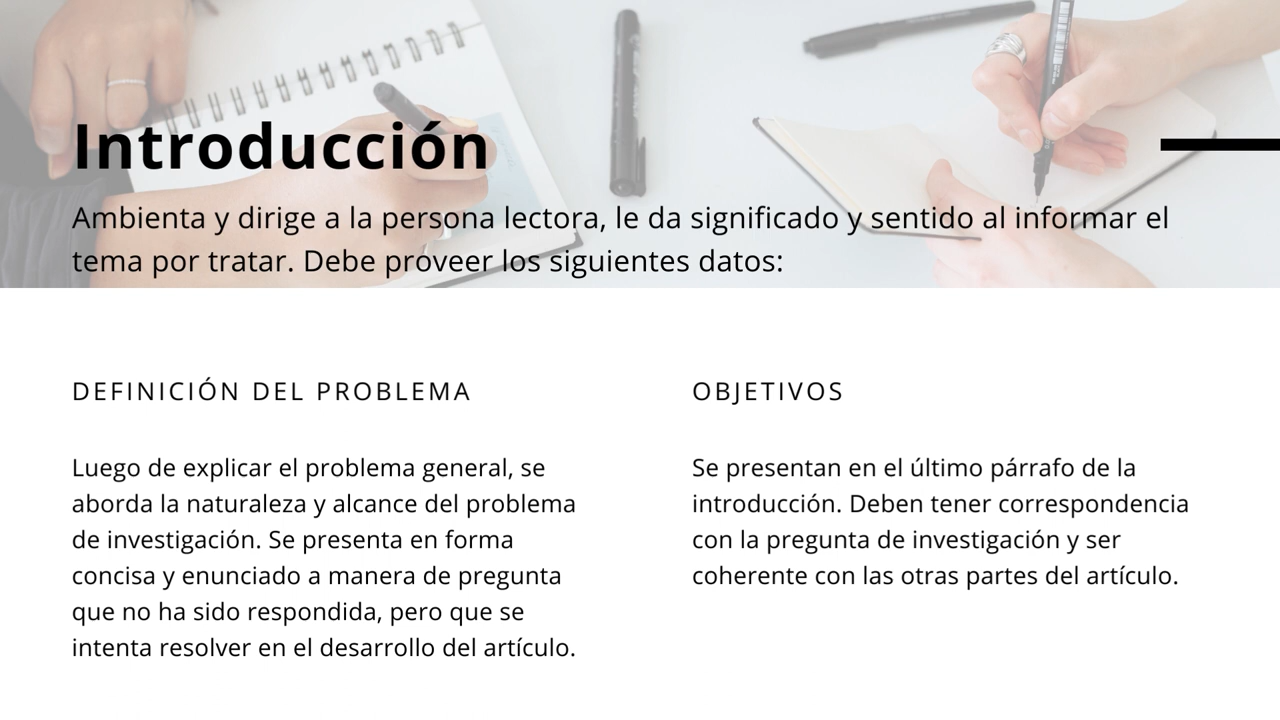 Introducción
Ambienta y dirige a la persona lectora, le da significado y sentido al informar el
tema por tratar. Debe proveer los siguientes datos:
DEFINICIÓN DEL PROBLEMA
Luego de explicar el problema general, se
aborda la naturaleza y alcance del problema
de investigación. Se presenta en forma
concisa y enunciado a manera de pregunta
que no ha sido respondida, pero que se
intenta resolver en el desarrollo del artículo.
OBJETIVOS
Se presentan en el último párrafo de la
introducción. Deben tener correspondencia
con la pregunta de investigación y ser
coherente con las otras partes del artículo.